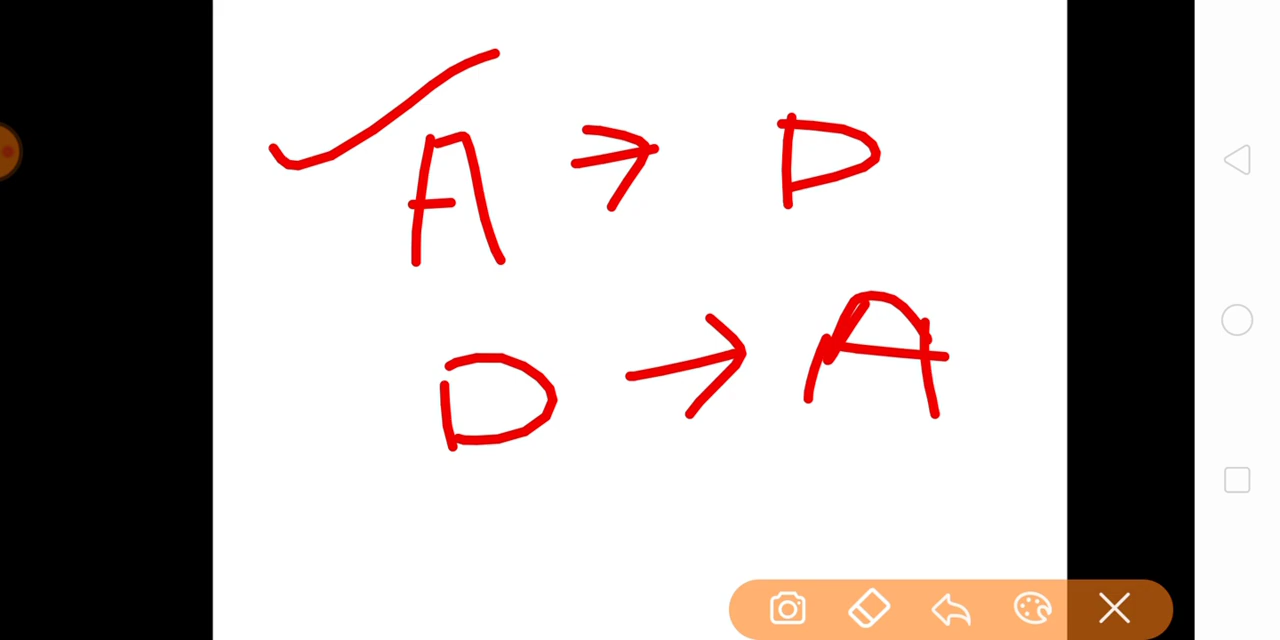 A → D
D → A